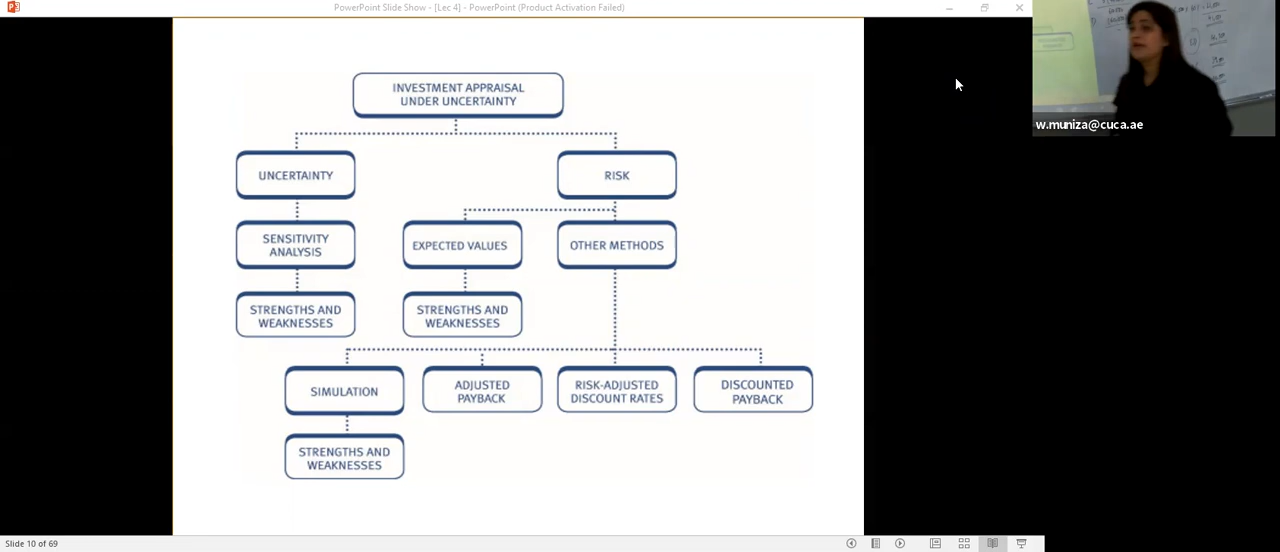 PowerPoint Slide Show - [Lec 4] - PowerPoint (Product Activation Failed)
w.muniza@cuca.ae
INVESTMENT APPRAISAL
UNDER UNCERTAINTY
UNCERTAINTY
RISK
SENSITIVITY
ANALYSIS
EXPECTED VALUES
OTHER METHODS
STRENGTHS AND
WEAKNESSES
STRENGTHS AND
WEAKNESSES
SIMULATION
ADJUSTED
PAYBACK
RISK-ADJUSTED
DISCOUNT RATES
DISCOUNTED
PAYBACK
STRENGTHS AND
WEAKNESSES
Slide 10 of 69